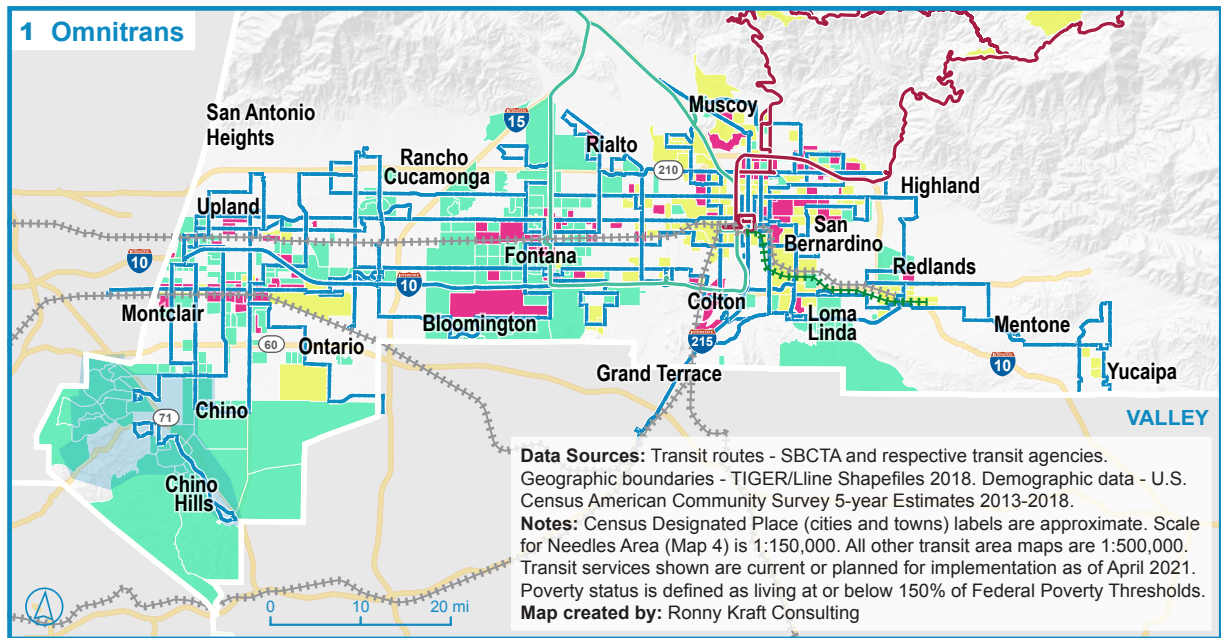 1 Omnitrans
San Antonio
Heights
15
Muscoy
Rialto
Rancho
Cucamonga
210
Highland
Upland
San
Bernardino
10
Fontana
Redlands
10
Montclair
Bloomington
Colton
Loma
Linda
Mentone
60
Ontario
215
10
Grand Terrace
Yucaipa
Chino
71
VALLEY
Chino
Hills
Data Sources: Transit routes - SBCTA and respective transit agencies.
Geographic boundaries - TIGER/Lline Shapefiles 2018. Demographic data - U.S.
Census American Community Survey 5-year Estimates 2013-2018.
Notes: Census Designated Place (cities and towns) labels are approximate. Scale
for Needles Area (Map 4) is 1:150,000. All other transit area maps are 1:500,000.
Transit services shown are current or planned for implementation as of April 2021.
Poverty status is defined as living at or below 150% of Federal Poverty Thresholds.
Map created by: Ronny Kraft Consulting
0 10 20 mi